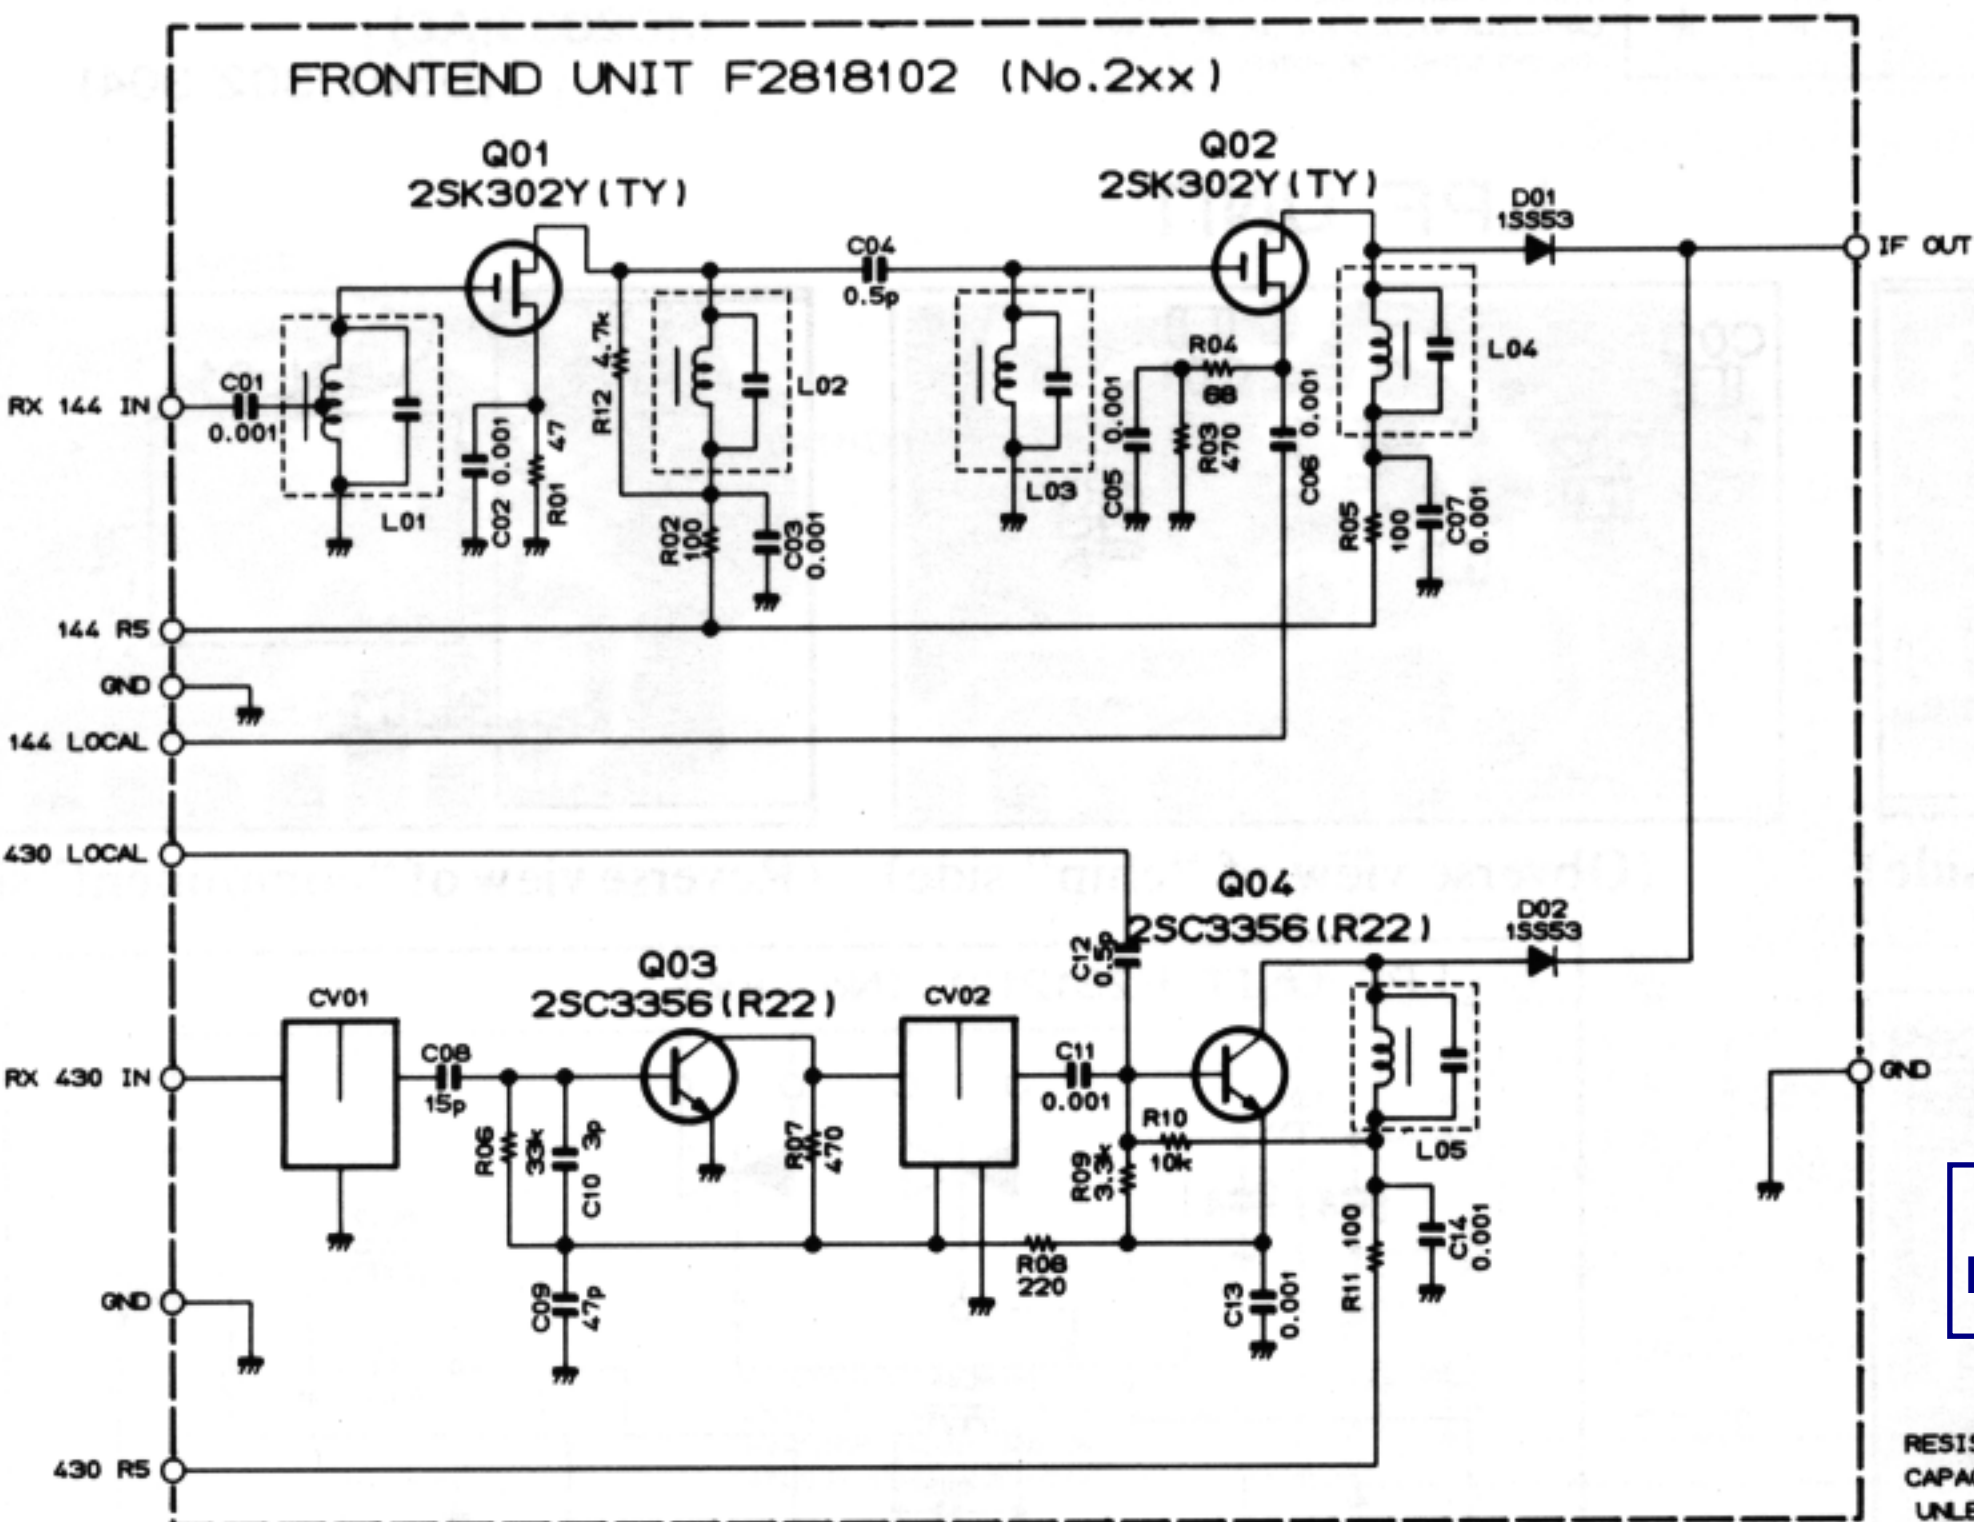 FRONTEND UNIT F2818102 (No.2xx)
Q01
2SK302Y(TY)
Q02
2SK302Y(TY)
D01
1SS53
IF OUT
C04
0.5p
RX 144 IN
C01
0.001
L01
C02 0.001
R01 47
R12 4.7k
L02
R02
100
C03
0.001
L03
R04
68
C05 0.001
R03
470
C06 0.001
L04
R05
100
C07
0.001
144 R5
GND
144 LOCAL
430 LOCAL
Q04
2SC3356(R22)
C12
0.5p
D02
1SS53
Q03
2SC3356(R22)
CV01
CV02
RX 430 IN
C08
15p
C11
0.001
GND
R06
33k
C10 3p
R07
470
R10
10k
R09
3.3k
L05
R08
220
C09
47p
C13
0.001
R11 100
C14
0.001
GND
430 R5